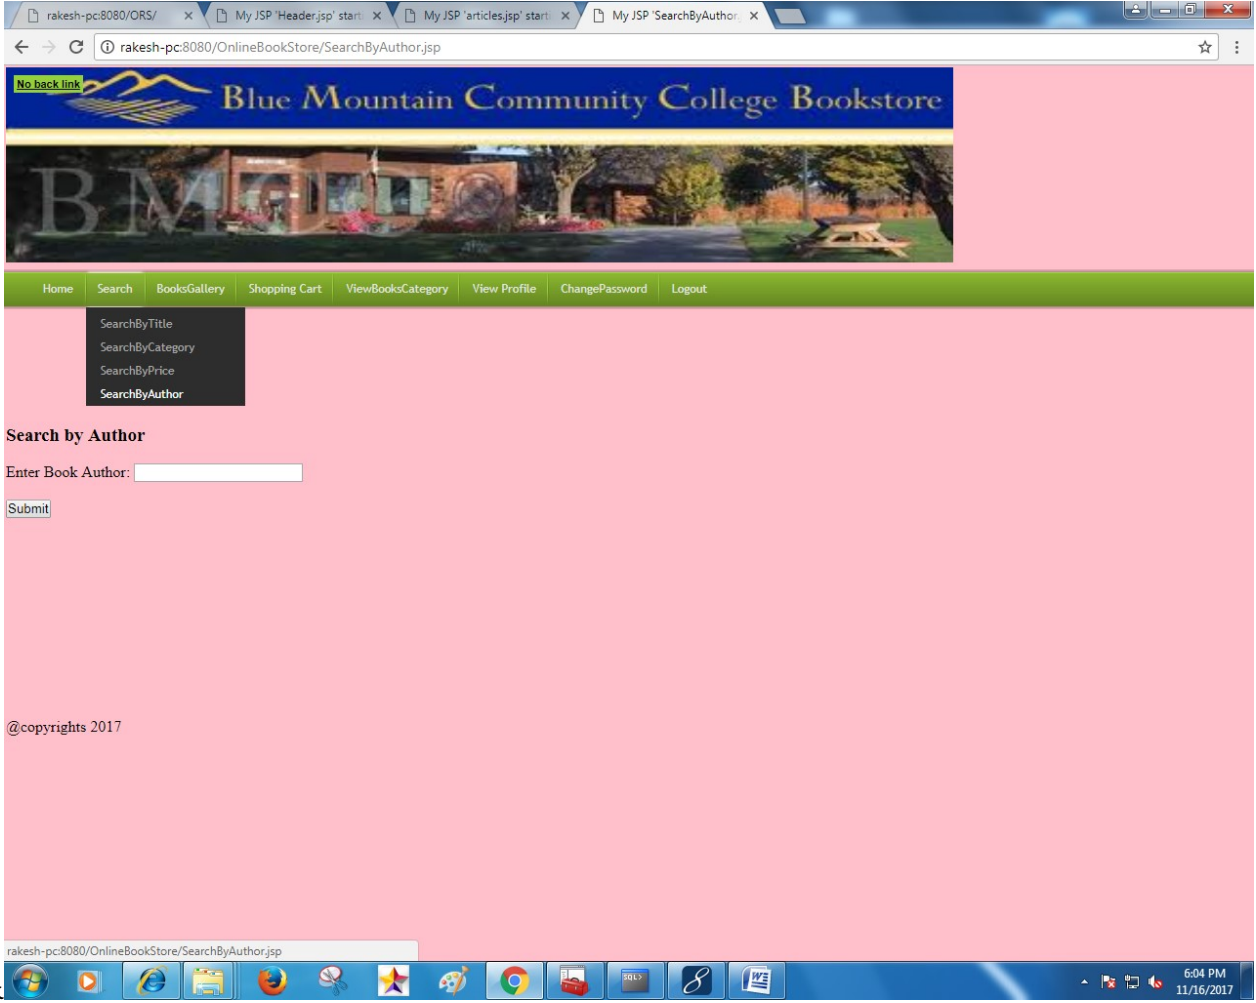 rakesh-pc:8080/ORS/
My JSP 'Header.jsp' start
My JSP 'articles.jsp' starti
My JSP 'SearchByAuthor.
rakesh-pc:8080/OnlineBookStore/SearchByAuthor.jsp
No back link
Blue Mountain Community College Bookstore
Home Search BooksGallery Shopping Cart ViewBooksCategory View Profile ChangePassword Logout
SearchByTitle
SearchByCategory
SearchByPrice
SearchByAuthor
Search by Author
Enter Book Author:
Submit
@copyrights 2017
rakesh-pc:8080/OnlineBookStore/SearchByAuthor.jsp
SQL>
6:04 PM
11/16/2017